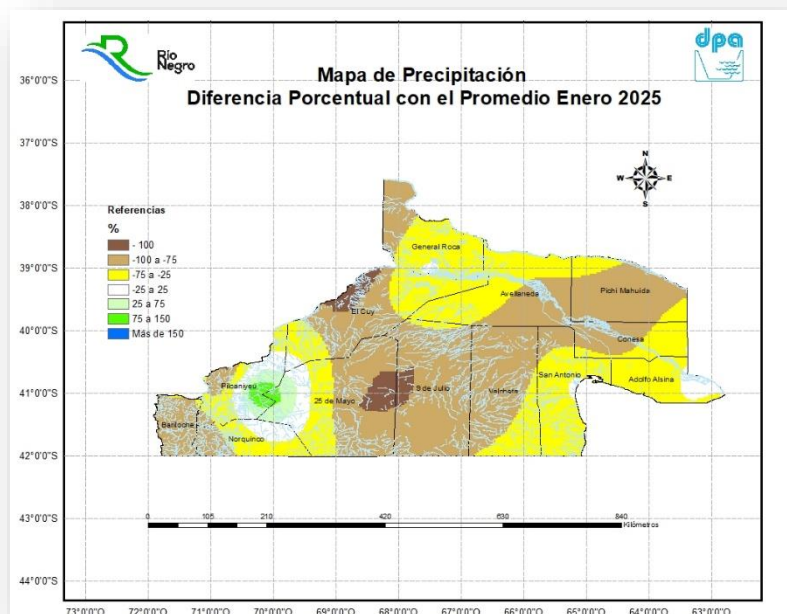 Río
Negro
dpa
Mapa de Precipitación
Diferencia Porcentual con el Promedio Enero 2025
36°0'0"S
37°0'0"S
38°0'0"S
39°0'0"S
40°0'0"S
41°0'0"S
42°0'0"S
43°0'0"S
44°0'0"S
N
W E
S
Referencias
%
- 100
-100 a -75
-75 a -25
-25 a 25
25 a 75
75 a 150
Más de 150
General Roca
Avellaneda
Pichi Mahuida
El Cuy
Conesa
Pilcaniyeu
San Antonio
Adolfo Alsina
25 de Mayo
9 de Julio
Valcheta
Bariloche
Norquinco
0 105 210 420 630 840
Kilómetros
73°0'0"O 72°0'0"O 71°0'0"O 70°0'0"O 69°0'0"O 68°0'0"O 67°0'0"O 66°0'0"O 65°0'0"O 64°0'0"O 63°0'0"O